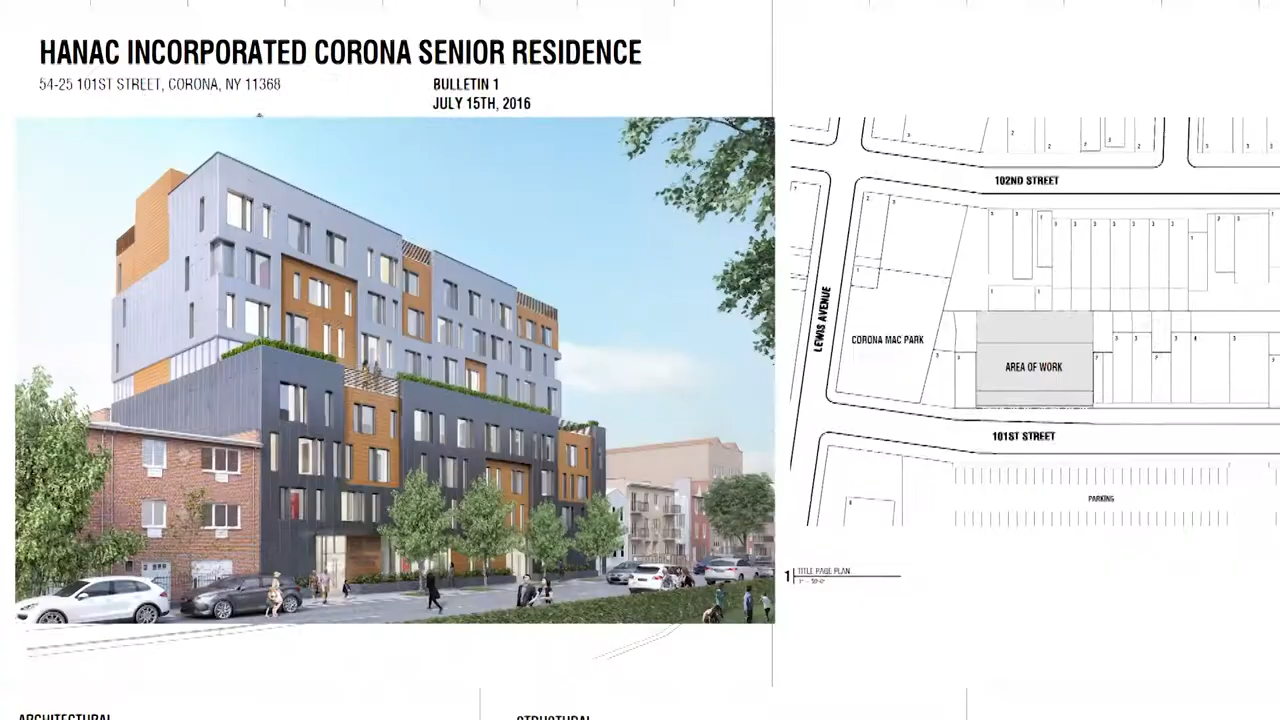 HANAC INCORPORATED CORONA SENIOR RESIDENCE
54-25 101ST STREET, CORONA, NY 11368
BULLETIN 1
JULY 15TH, 2016
102ND STREET
LEWIS AVENUE
CORONA MAC PARK
AREA OF WORK
101ST STREET
PARKING
1
TITLE PAGE PLAN
ARCHITECTURAL
STRUCTURAL